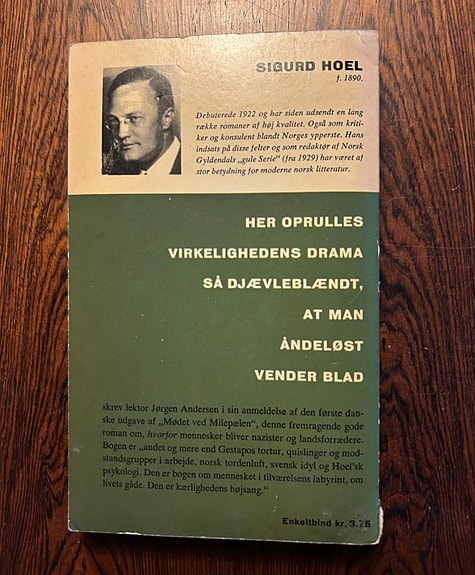 SIGURD HOEL
f. 1890.
Debuterede 1922 og har siden udsendt en lang
række romaner af høj kvalitet. Også som kriti-
ker og konsulent blandt Norges ypperste. Hans
indsats på disse felter og som redaktør af Norsk
Gyldendals „gule Serie“ (fra 1929) har været af
stor betydning for moderne norsk litteratur.
HER OPRULLES
VIRKELIGHEDENS DRAMA
SÅ DJÆVLEBLÆNDT,
AT MAN
ÅNDELØST
VENDER BLAD
skrev lektor Jørgen Andersen i sin anmeldelse af den første dan-
ske udgave af „Mødet ved Milepælen“, denne fremragende gode
roman om, hvorfor mennesker bliver nazister og landsforrædere.
Bogen er „andet og mere end Gestapos tortur, quislinger og mod-
standsgrupper i arbejde, norsk tordenluft, svensk idyl og Hoel'sk
psykologi. Den er bogen om mennesket i tilværelsens labyrint, om
livets gåde. Den er kærlighedens højsang.“
Enkeltbind kr. 3.75